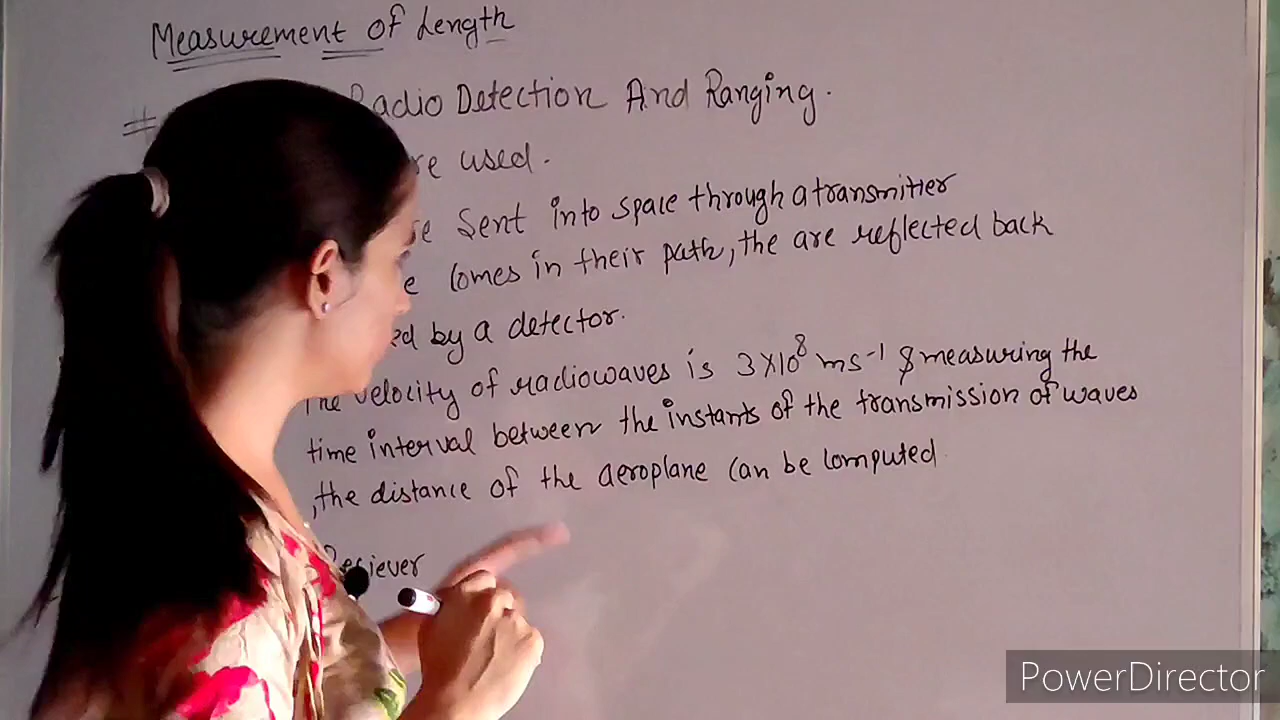 Measurement of Length
# Radio Detection And Ranging.
used.
Sent into space through a transmitter
comes in their path, the are reflected back
by a detector.
The velocity of radiowaves is 3×10⁸ ms⁻¹ & measuring the
time interval between the instants of the transmission of waves
, the distance of the aeroplane can be computed
Reciever
PowerDirector